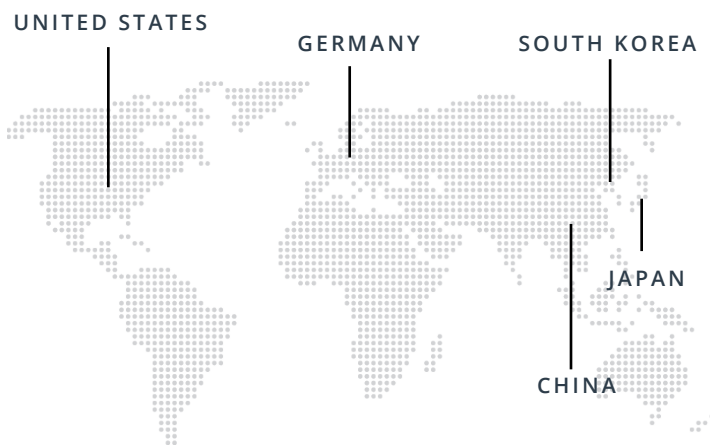 UNITED STATES
GERMANY
SOUTH KOREA
JAPAN
CHINA